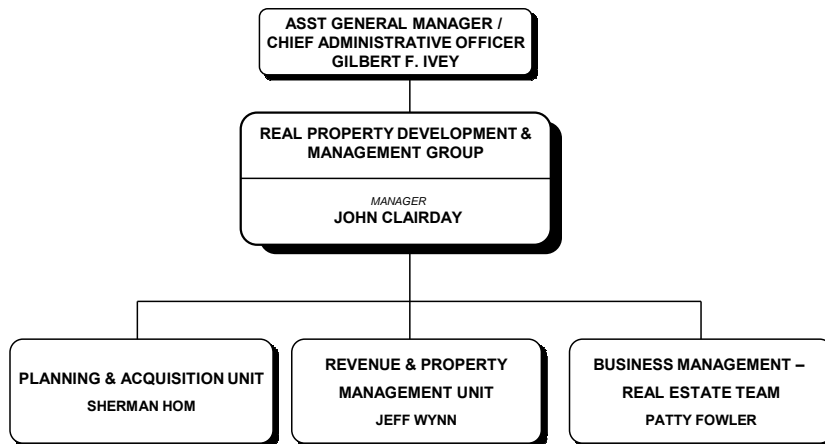 ASST GENERAL MANAGER /
CHIEF ADMINISTRATIVE OFFICER
GILBERT F. IVEY
REAL PROPERTY DEVELOPMENT &
MANAGEMENT GROUP
MANAGER
JOHN CLAIRDAY
PLANNING & ACQUISITION UNIT
SHERMAN HOM
REVENUE & PROPERTY
MANAGEMENT UNIT
JEFF WYNN
BUSINESS MANAGEMENT –
REAL ESTATE TEAM
PATTY FOWLER